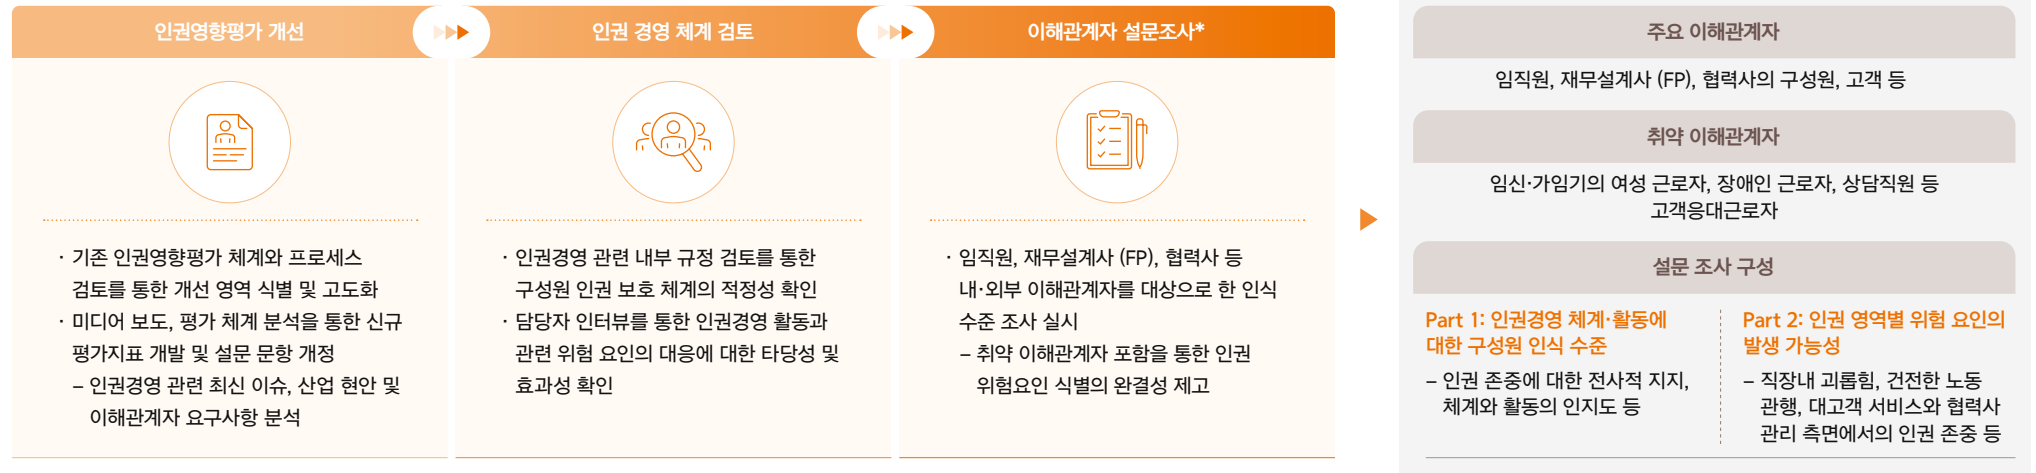 인권영향평가 개선
· 기존 인권영향평가 체계와 프로세스
검토를 통한 개선 영역 식별 및 고도화
· 미디어 보도, 평가 체계 분석을 통한 신규
평가지표 개발 및 설문 문항 개정
– 인권경영 관련 최신 이슈, 산업 현안 및
이해관계자 요구사항 분석
인권 경영 체계 검토
· 인권경영 관련 내부 규정 검토를 통한
구성원 인권 보호 체계의 적정성 확인
· 담당자 인터뷰를 통한 인권경영 활동과
관련 위험 요인의 대응에 대한 타당성 및
효과성 확인
이해관계자 설문조사*
· 임직원, 재무설계사 (FP), 협력사 등
내·외부 이해관계자를 대상으로 한 인식
수준 조사 실시
– 취약 이해관계자 포함을 통한 인권
위험요인 식별의 완결성 제고
주요 이해관계자
임직원, 재무설계사 (FP), 협력사의 구성원, 고객 등
취약 이해관계자
임신·가임기의 여성 근로자, 장애인 근로자, 상담직원 등
고객응대근로자
설문 조사 구성
Part 1: 인권경영 체계·활동에
대한 구성원 인식 수준
– 인권 존중에 대한 전사적 지지,
체계와 활동의 인지도 등
Part 2: 인권 영역별 위험 요인의
발생 가능성
– 직장내 괴롭힘, 건전한 노동
관행, 대고객 서비스와 협력사
관리 측면에서의 인권 존중 등